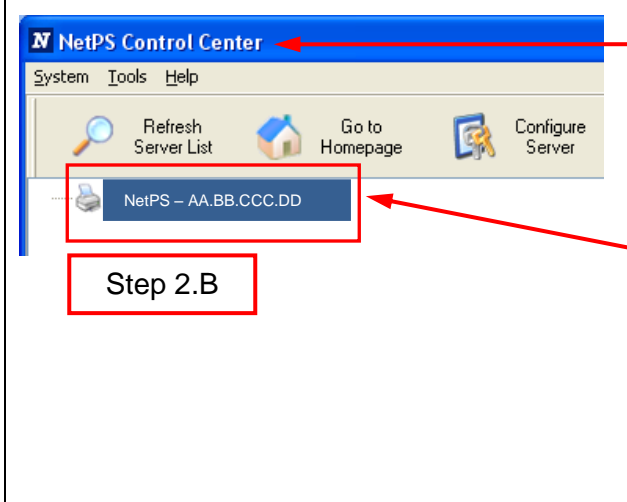 N NetPS Control Center
System Tools Help
Refresh Server List
Go to Homepage
Configure Server
NetPS – AA.BB.CCC.DD
Step 2.B